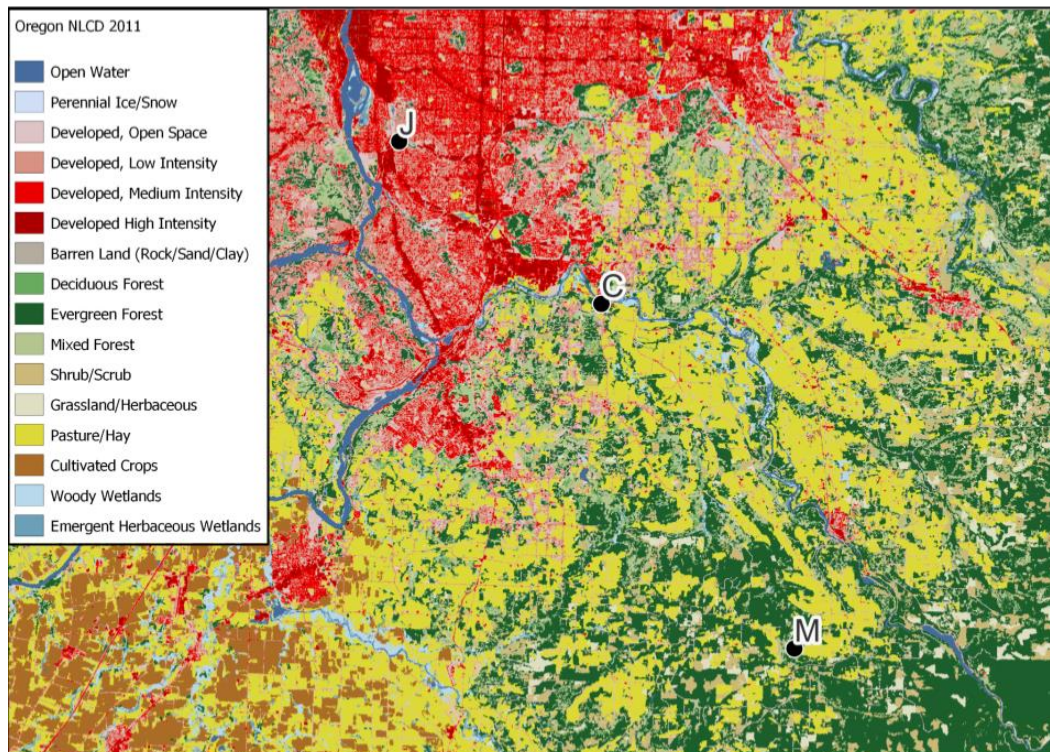 Oregon NLCD 2011
Open Water
Perennial Ice/Snow
Developed, Open Space
Developed, Low Intensity
Developed, Medium Intensity
Developed High Intensity
Barren Land (Rock/Sand/Clay)
Deciduous Forest
Evergreen Forest
Mixed Forest
Shrub/Scrub
Grassland/Herbaceous
Pasture/Hay
Cultivated Crops
Woody Wetlands
Emergent Herbaceous Wetlands
J
C
M